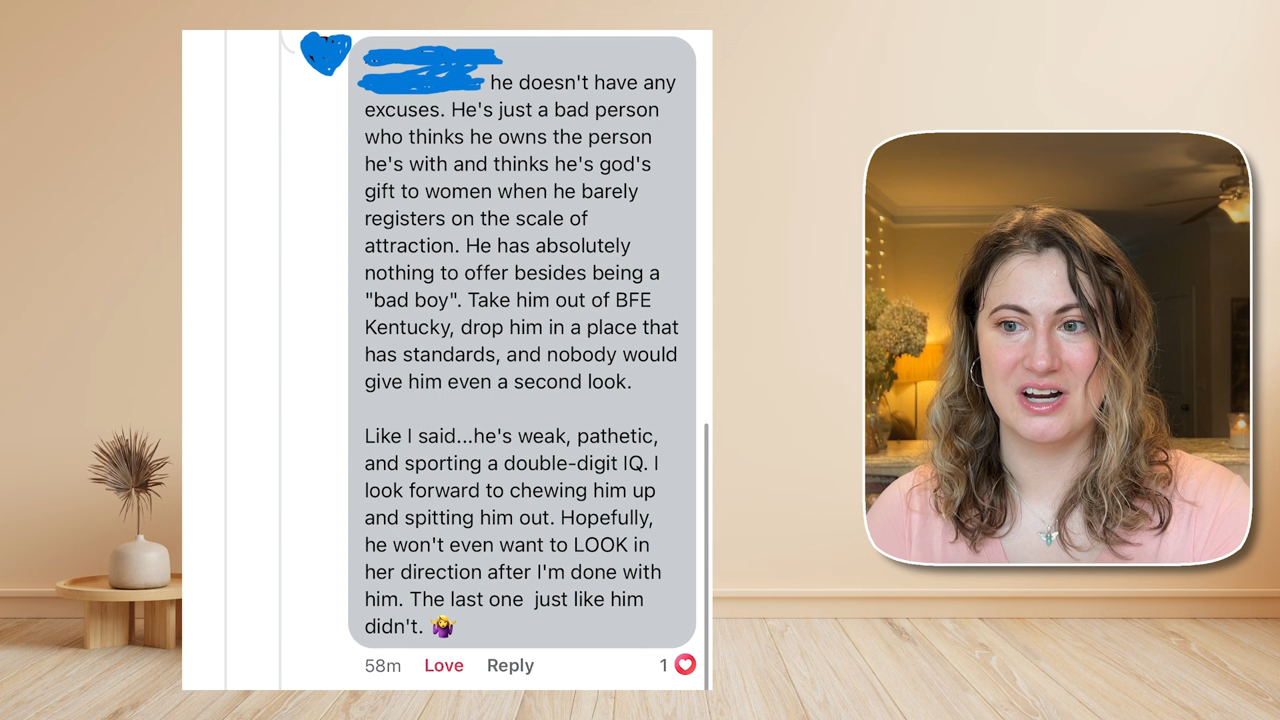 he doesn't have any
excuses. He's just a bad person
who thinks he owns the person
he's with and thinks he's god's
gift to women when he barely
registers on the scale of
attraction. He has absolutely
nothing to offer besides being a
"bad boy". Take him out of BFE
Kentucky, drop him in a place that
has standards, and nobody would
give him even a second look.
Like I said...he's weak, pathetic,
and sporting a double-digit IQ. I
look forward to chewing him up
and spitting him out. Hopefully,
he won't even want to LOOK in
her direction after I'm done with
him. The last one just like him
didn't. 🤷‍♀️
58m Love Reply 1